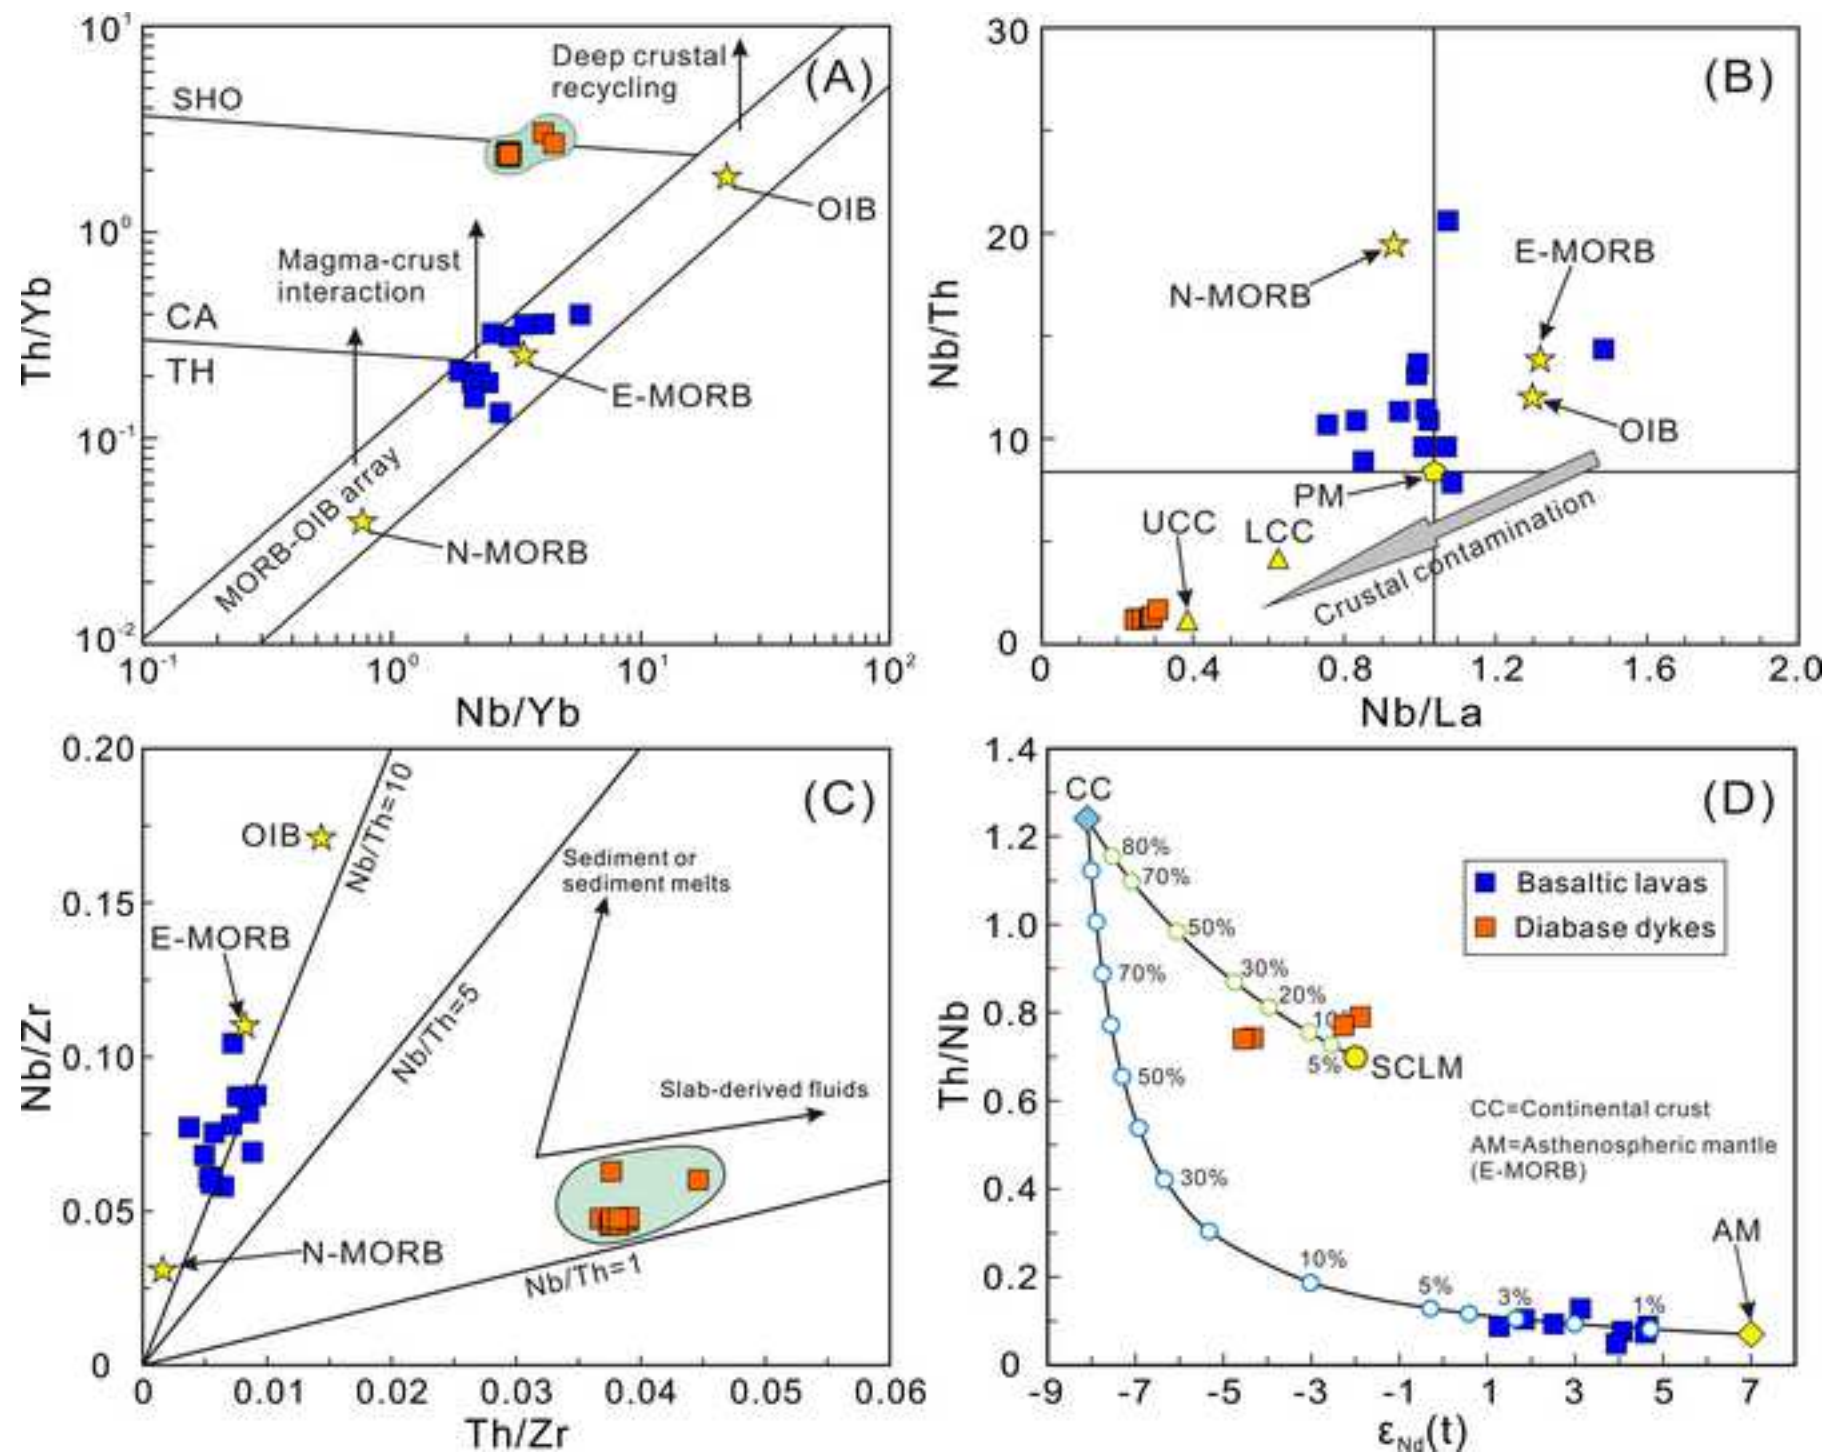 (A)
Deep crustal
recycling
SHO
OIB
Magma-crust
interaction
CA
TH
E-MORB
MORB-OIB array
N-MORB
10^1
10^0
10^-1
10^-2
Th/Yb
10^-1
10^0
10^1
10^2
Nb/Yb
(B)
30
20
10
0
Nb/Th
N-MORB
E-MORB
OIB
PM
UCC
LCC
Crustal contamination
0
0.4
0.8
1.2
1.6
2.0
Nb/La
(C)
0.20
0.15
0.10
0.05
0
Nb/Zr
OIB
Nb/Th=10
E-MORB
Nb/Th=5
Sediment or
sediment melts
Slab-derived fluids
N-MORB
Nb/Th=1
0
0.01
0.02
0.03
0.04
0.05
0.06
Th/Zr
(D)
1.4
1.2
1.0
0.8
0.6
0.4
0.2
0
Th/Nb
CC
80%
70%
50%
30%
20%
5%
SCLM
70%
50%
30%
10%
5%
3%
1%
AM
Basaltic lavas
Diabase dykes
CC=Continental crust
AM=Asthenospheric mantle
(E-MORB)
-9
-7
-5
-3
-1
1
3
5
7
εNd(t)